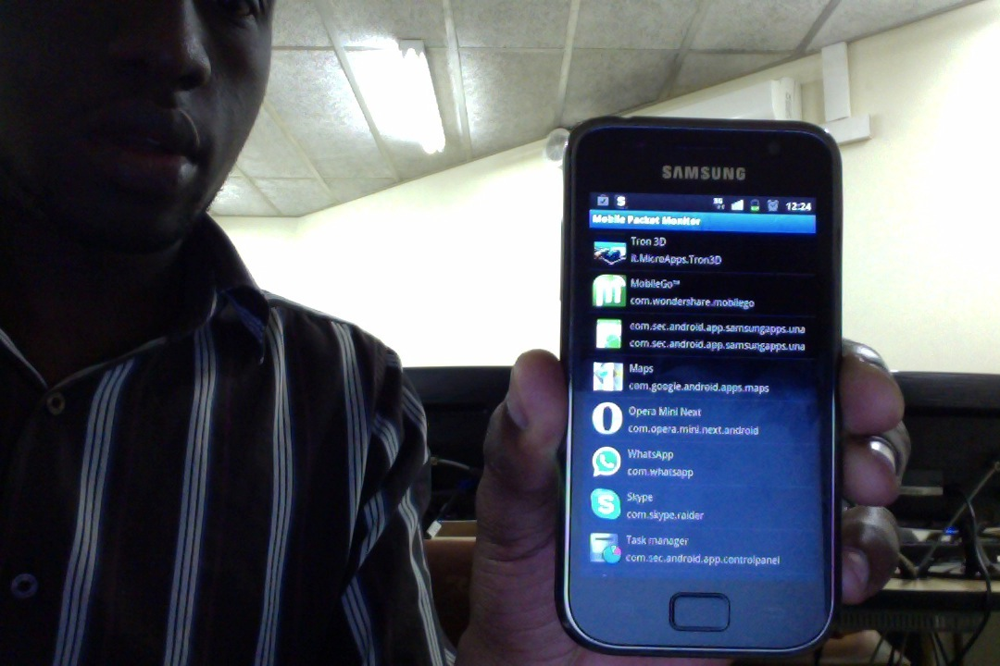 SAMSUNG
3G 12:24
Mobile Packet Monitor
Tron 3D
it.MicroApps.Tron3D
MobileGo™
com.wondershare.mobilego
com.sec.android.app.samsungapps.una
com.sec.android.app.samsungapps.una
Maps
com.google.android.apps.maps
Opera Mini Next
com.opera.mini.next.android
WhatsApp
com.whatsapp
Skype
com.skype.raider
Task manager
com.sec.android.app.controlpanel